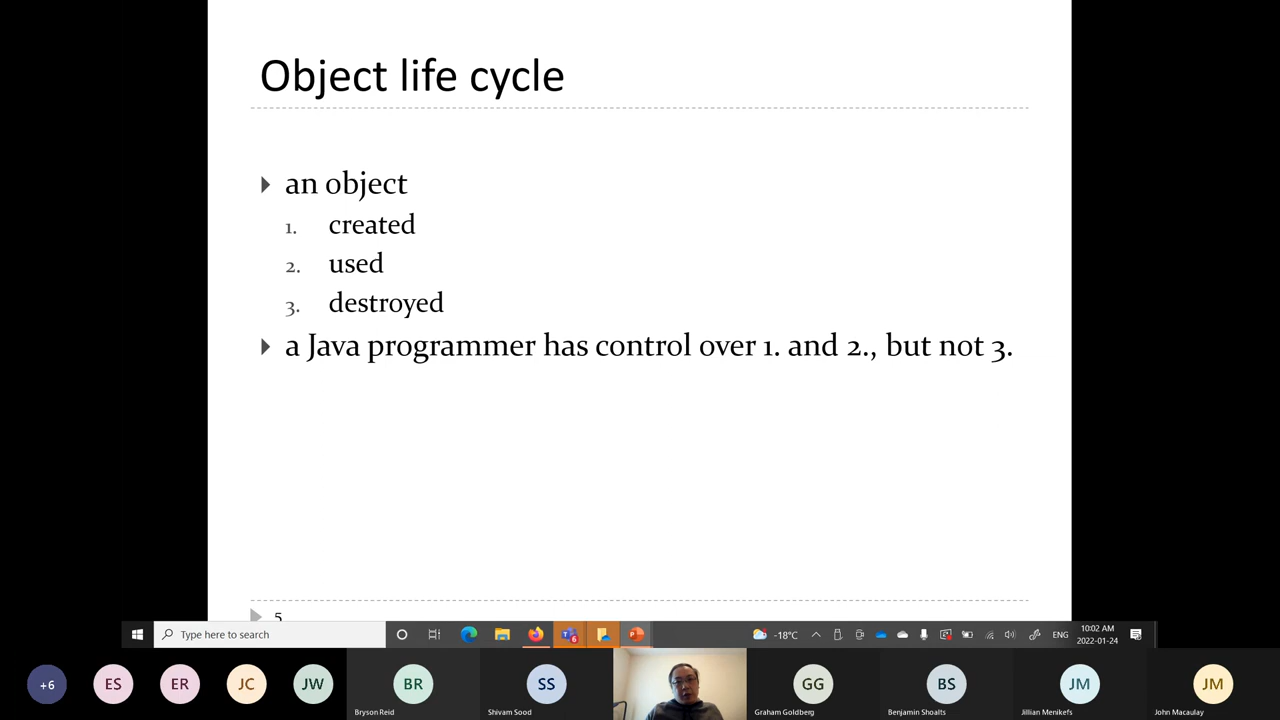 Object life cycle
an object
1. created
2. used
3. destroyed
a Java programmer has control over 1. and 2., but not 3.
5
Type here to search
6
-18°C
ENG
10:02 AM
2022-01-24
+6
ES
ER
JC
JW
BR
SS
GG
BS
JM
JM
Bryson Reid
Shivam Sood
Graham Goldberg
Benjamin Shoalts
Jillian Menikefs
John Macaulay